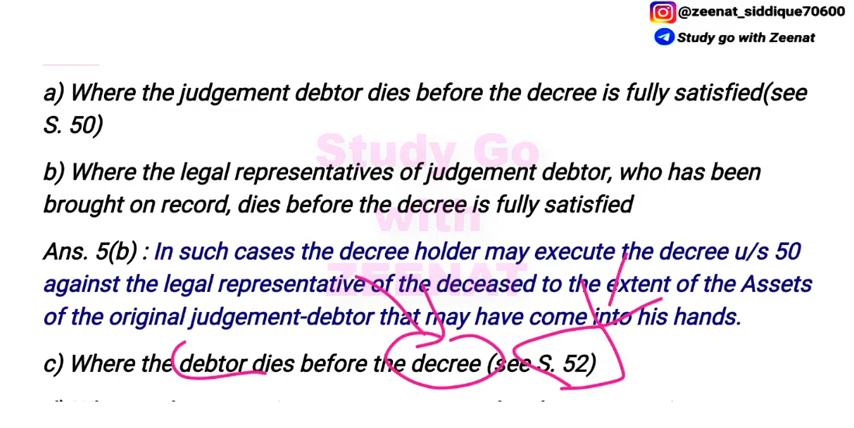 @zeenat_siddique70600
Study go with Zeenat
a) Where the judgement debtor dies before the decree is fully satisfied(see
S. 50)
Study Go
with
ZEENAT
b) Where the legal representatives of judgement debtor, who has been
brought on record, dies before the decree is fully satisfied
Ans. 5(b) : In such cases the decree holder may execute the decree u/s 50
against the legal representative of the deceased to the extent of the Assets
of the original judgement-debtor that may have come into his hands.
c) Where the debtor dies before the decree (see S. 52)